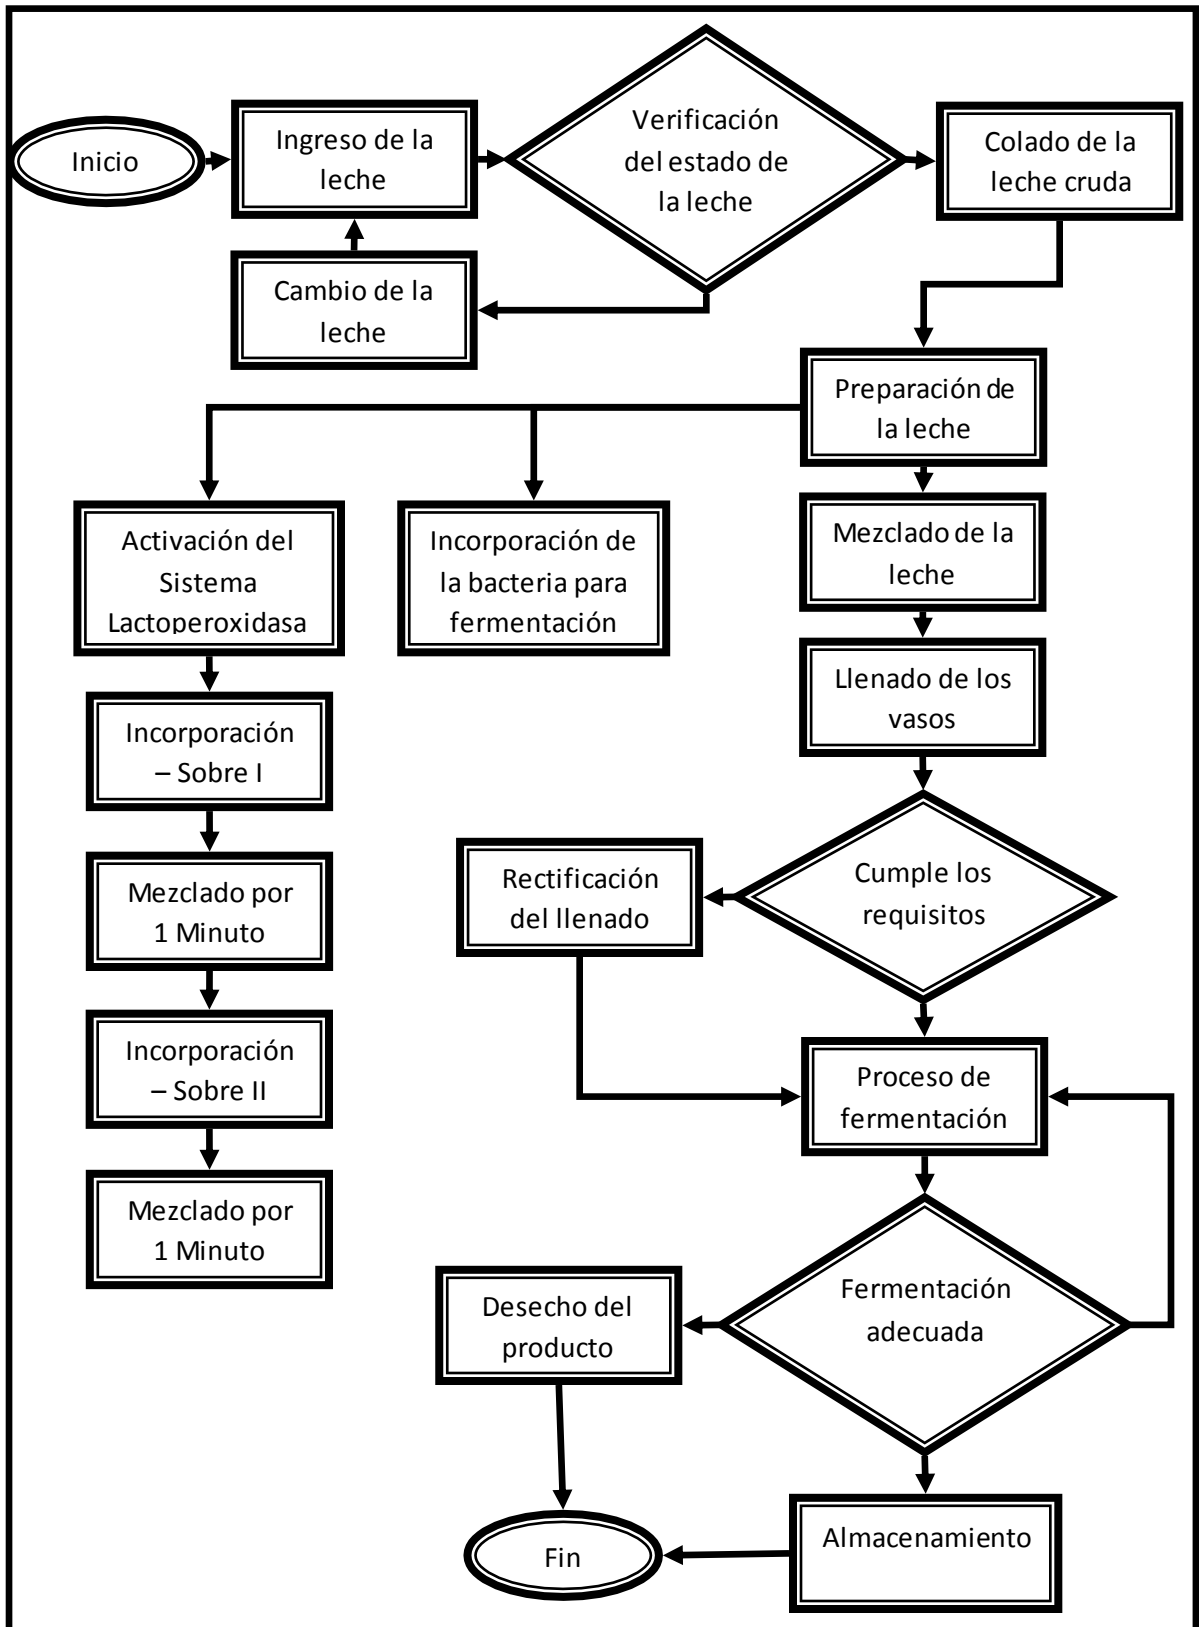 Inicio
Ingreso de la
leche
Verificación
del estado de
la leche
Colado de la
leche cruda
Cambio de la
leche
Preparación de
la leche
Activación del
Sistema
Lactoperoxidasa
Incorporación de
la bacteria para
fermentación
Mezclado de la
leche
Llenado de los
vasos
Incorporación
– Sobre I
Mezclado por
1 Minuto
Incorporación
– Sobre II
Mezclado por
1 Minuto
Cumple los
requisitos
Rectificación
del llenado
Proceso de
fermentación
Fermentación
adecuada
Desecho del
producto
Almacenamiento
Fin